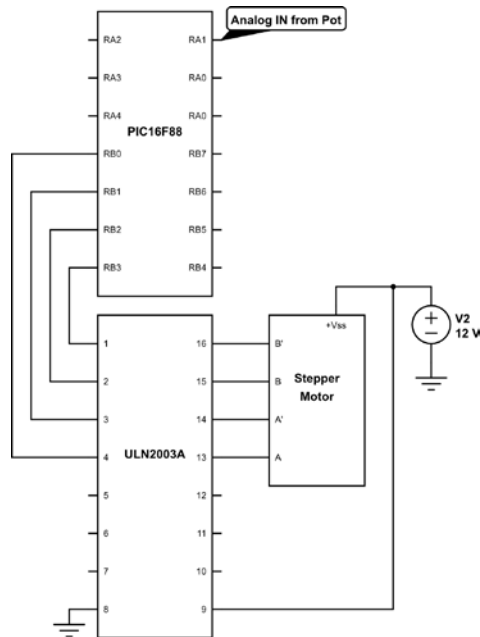 Analog IN from Pot
RA2 RA1
RA3 RA0
RA4 RA0
PIC16F88
RB0 RB7
RB1 RB6
RB2 RB5
RB3 RB4
+Vss
V2
12 V
1 16 B'
2 15 B
Stepper
Motor
3 14 A'
ULN2003A
4 13 A
5 12
6 11
7 10
8 9